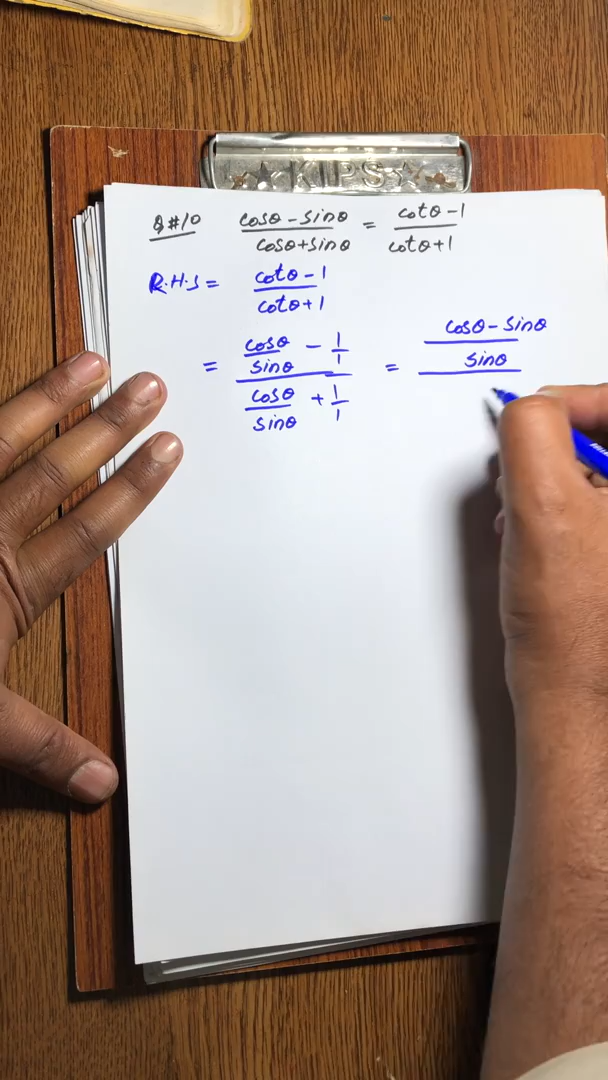 KIPS
Q#10 (cosθ - sinθ)/(cosθ + sinθ) = (cotθ - 1)/(cotθ + 1)
R.H.S = (cotθ - 1)/(cotθ + 1)
= (cosθ/sinθ - 1/1)/(cosθ/sinθ + 1/1) = ((cosθ - sinθ)/sinθ)/